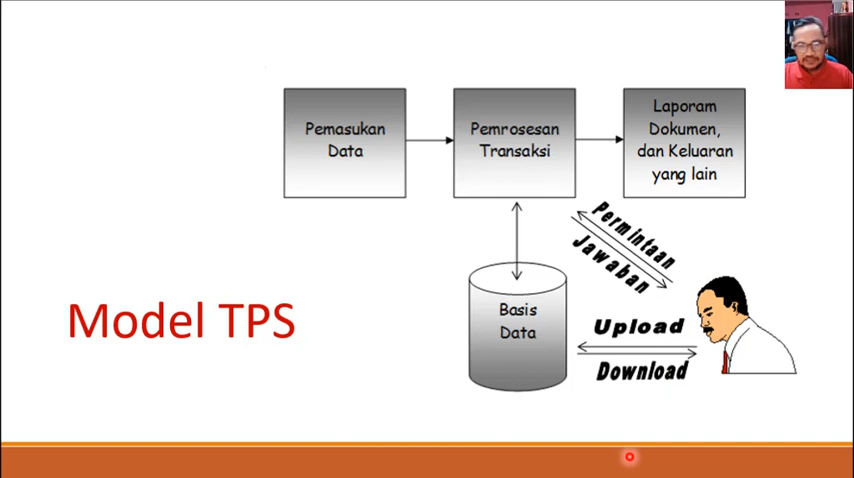 Pemasukan
Data
Pemrosesan
Transaksi
Laporam
Dokumen,
dan Keluaran
yang lain
Permintaan
Jawaban
Basis
Data
Upload
Download
Model TPS